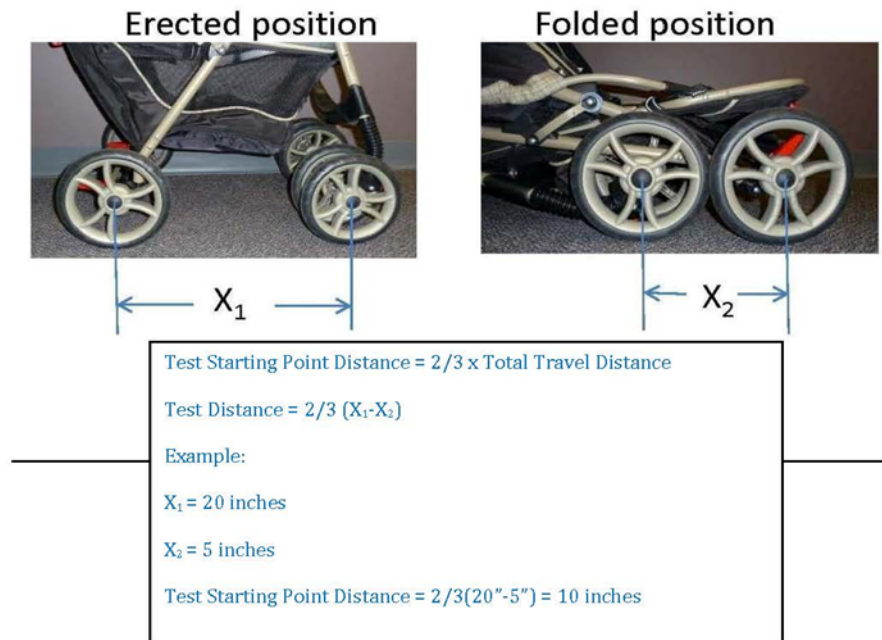 Erected position
Folded position
X₁
X₂
Test Starting Point Distance = 2/3 x Total Travel Distance
Test Distance = 2/3 (X₁-X₂)
Example:
X₁ = 20 inches
X₂ = 5 inches
Test Starting Point Distance = 2/3(20”-5”) = 10 inches